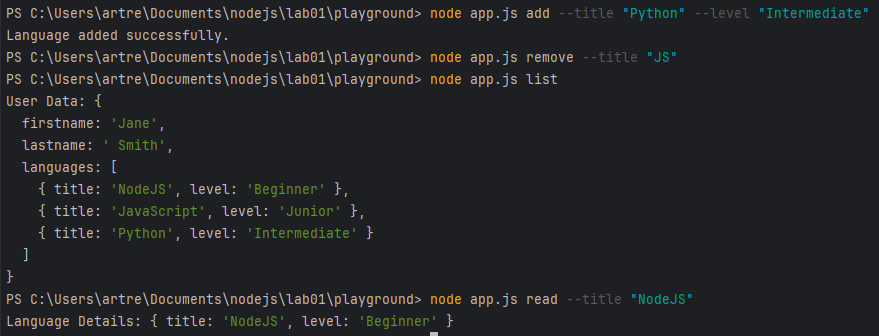 PS C:\Users\artre\Documents\nodejs\lab01\playground> node app.js add --title "Python" --level "Intermediate"
Language added successfully.
PS C:\Users\artre\Documents\nodejs\lab01\playground> node app.js remove --title "JS"
PS C:\Users\artre\Documents\nodejs\lab01\playground> node app.js list
User Data: {
  firstname: 'Jane',
  lastname: ' Smith',
  languages: [
    { title: 'NodeJS', level: 'Beginner' },
    { title: 'JavaScript', level: 'Junior' },
    { title: 'Python', level: 'Intermediate' }
  ]
}
PS C:\Users\artre\Documents\nodejs\lab01\playground> node app.js read --title "NodeJS"
Language Details: { title: 'NodeJS', level: 'Beginner' }